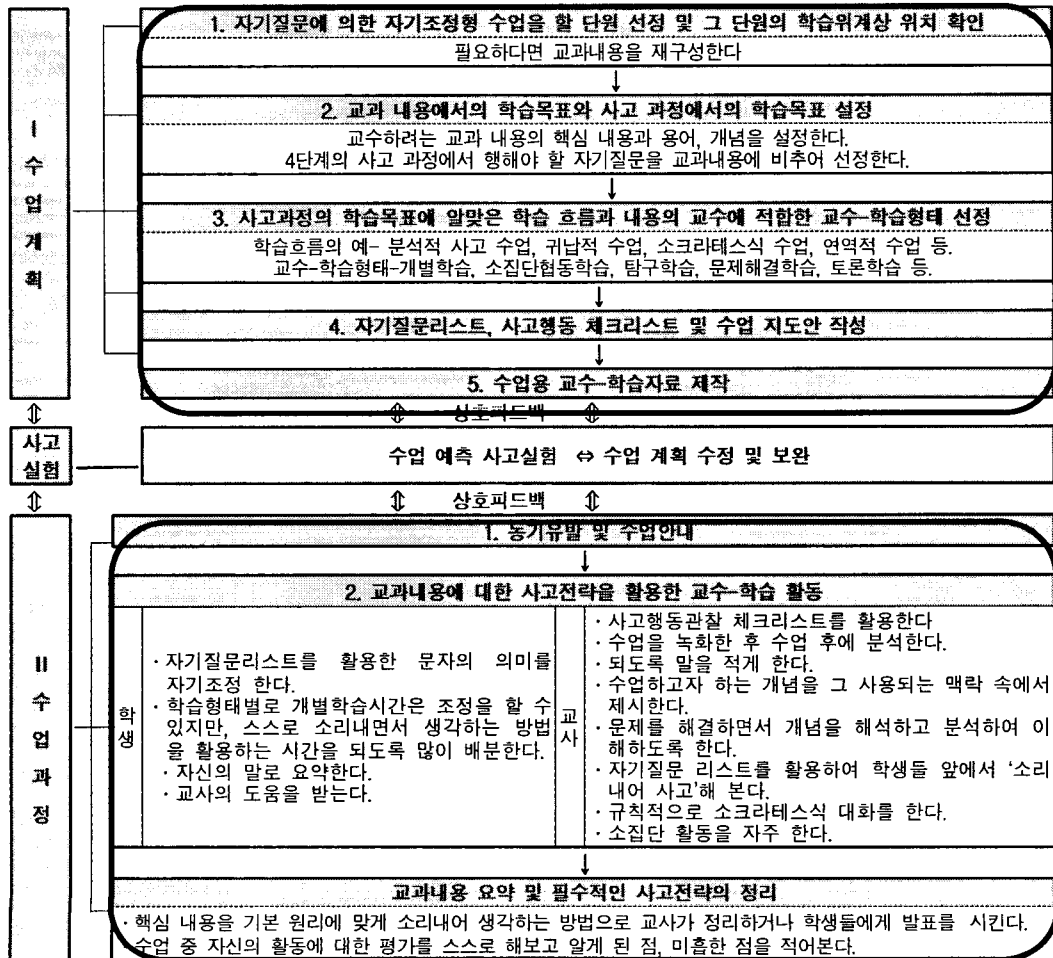 I 수업계획
1. 자기질문에 의한 자기조정형 수업을 할 단원 선정 및 그 단원의 학습위계상 위치 확인
필요하다면 교과내용을 재구성한다
↓
2. 교과 내용에서의 학습목표와 사고 과정에서의 학습목표 설정
교수하려는 교과 내용의 핵심 내용과 용어, 개념을 설정한다.
4단계의 사고 과정에서 행해야 할 자기질문을 교과내용에 비추어 선정한다.
↓
3. 사고과정의 학습목표에 알맞은 학습 흐름과 내용의 교수에 적합한 교수-학습형태 선정
학습흐름의 예- 분석적 사고 수업, 귀납적 수업, 소크라테스식 수업, 연역적 수업 등.
교수-학습형태-개별학습, 소집단협동학습, 탐구학습, 문제해결학습, 토론학습 등.
↓
4. 자기질문리스트, 사고행동 체크리스트 및 수업 지도안 작성
↓
5. 수업용 교수-학습자료 제작
⇕ ⇕ 상호피드백 ⇕
사고
실험
수업 예측 사고실험 ⇔ 수업 계획 수정 및 보완
⇕ ⇕ 상호피드백 ⇕
II 수업과정
1. 동기유발 및 수업안내
↓
2. 교과내용에 대한 사고전략을 활용한 교수-학습 활동
학생
· 자기질문리스트를 활용한 문자의 의미를
자기조정 한다.
· 학습형태별로 개별학습시간은 조정을 할 수
있지만, 스스로 소리내면서 생각하는 방법
을 활용하는 시간을 되도록 많이 배분한다.
· 자신의 말로 요약한다.
· 교사의 도움을 받는다.
교사
· 사고행동관찰 체크리스트를 활용한다
· 수업을 녹화한 후 수업 후에 분석한다.
· 되도록 말을 적게 한다.
· 수업하고자 하는 개념을 그 사용되는 맥락 속에서
제시한다.
· 문제를 해결하면서 개념을 해석하고 분석하여 이
해하도록 한다.
· 자기질문 리스트를 활용하여 학생들 앞에서 ‘소리
내어 사고’해 본다.
· 규칙적으로 소크라테스식 대화를 한다.
· 소집단 활동을 자주 한다.
↓
교과내용 요약 및 필수적인 사고전략의 정리
· 핵심 내용을 기본 원리에 맞게 소리내어 생각하는 방법으로 교사가 정리하거나 학생들에게 발표를 시킨다.
수업 중 자신의 활동에 대한 평가를 스스로 해보고 알게 된 점, 미흡한 점을 적어본다.